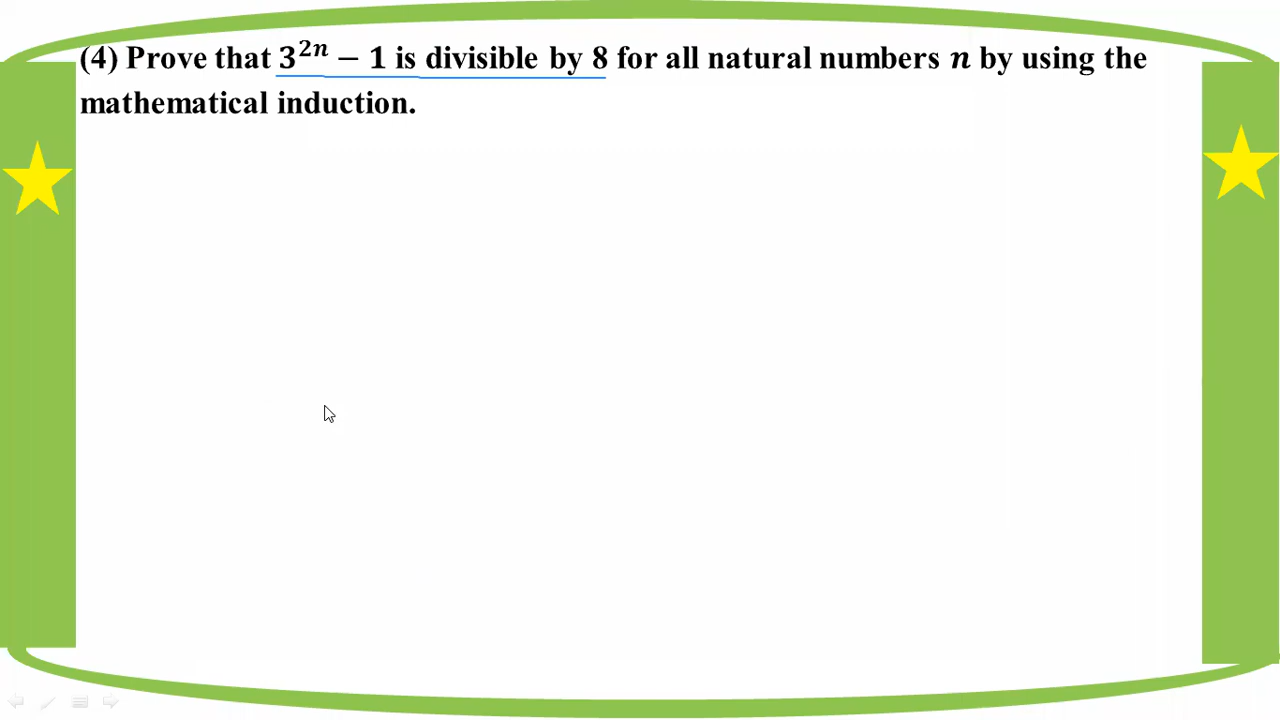 (4) Prove that $3^{2n} - 1$ is divisible by 8 for all natural numbers $n$ by using the
mathematical induction.